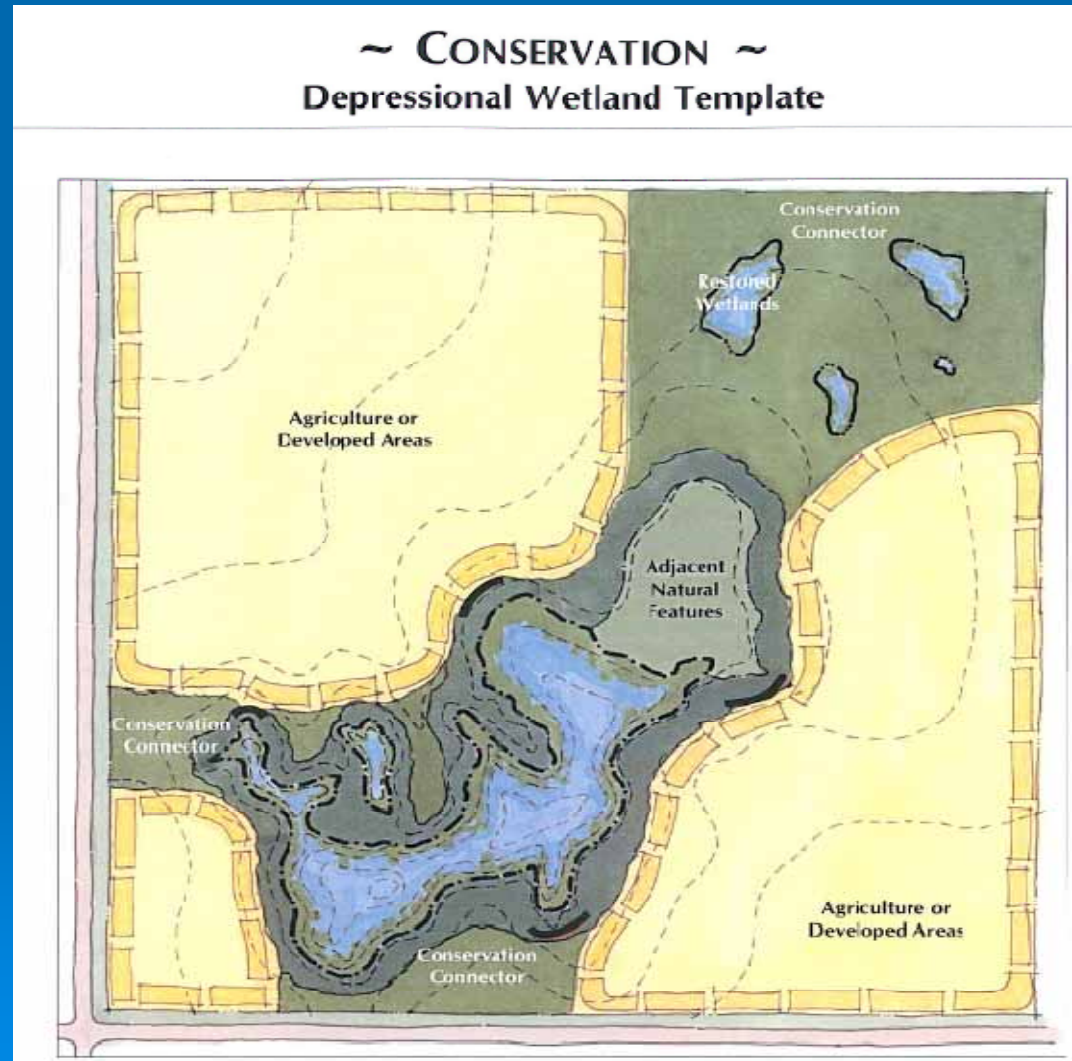 ~ CONSERVATION ~
Depressional Wetland Template
Conservation
Connector
Restored
Wetlands
Agriculture or
Developed Areas
Adjacent
Natural
Features
Conservation
Connector
Agriculture or
Developed Areas
Conservation
Connector